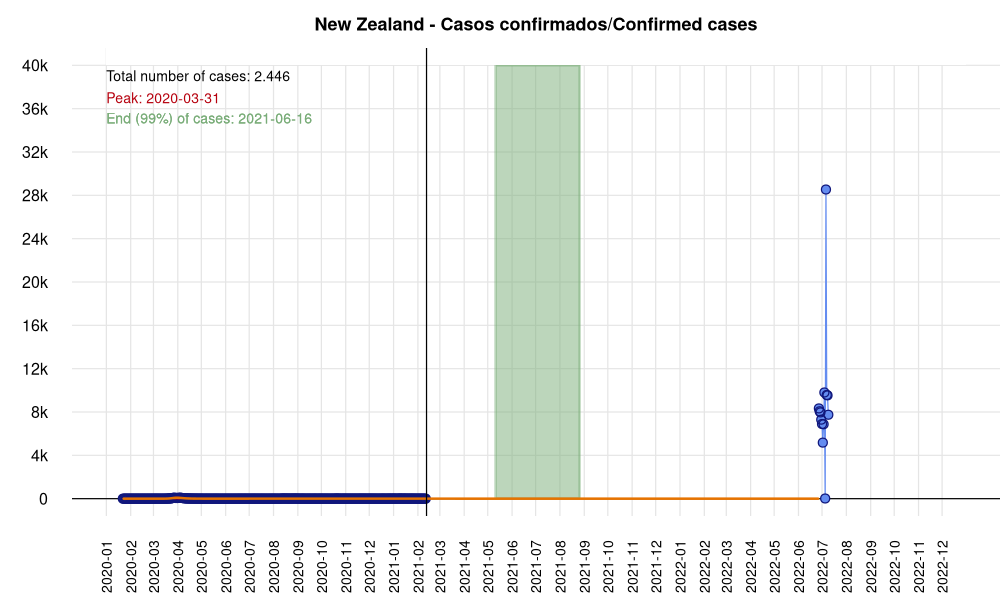 New Zealand - Casos confirmados/Confirmed cases
Total number of cases: 2.446
Peak: 2020-03-31
End (99%) of cases: 2021-06-16
40k
36k
32k
28k
24k
20k
16k
12k
8k
4k
0
2020-01
2020-02
2020-03
2020-04
2020-05
2020-06
2020-07
2020-08
2020-09
2020-10
2020-11
2020-12
2021-01
2021-02
2021-03
2021-04
2021-05
2021-06
2021-07
2021-08
2021-09
2021-10
2021-11
2021-12
2022-01
2022-02
2022-03
2022-04
2022-05
2022-06
2022-07
2022-08
2022-09
2022-10
2022-11
2022-12